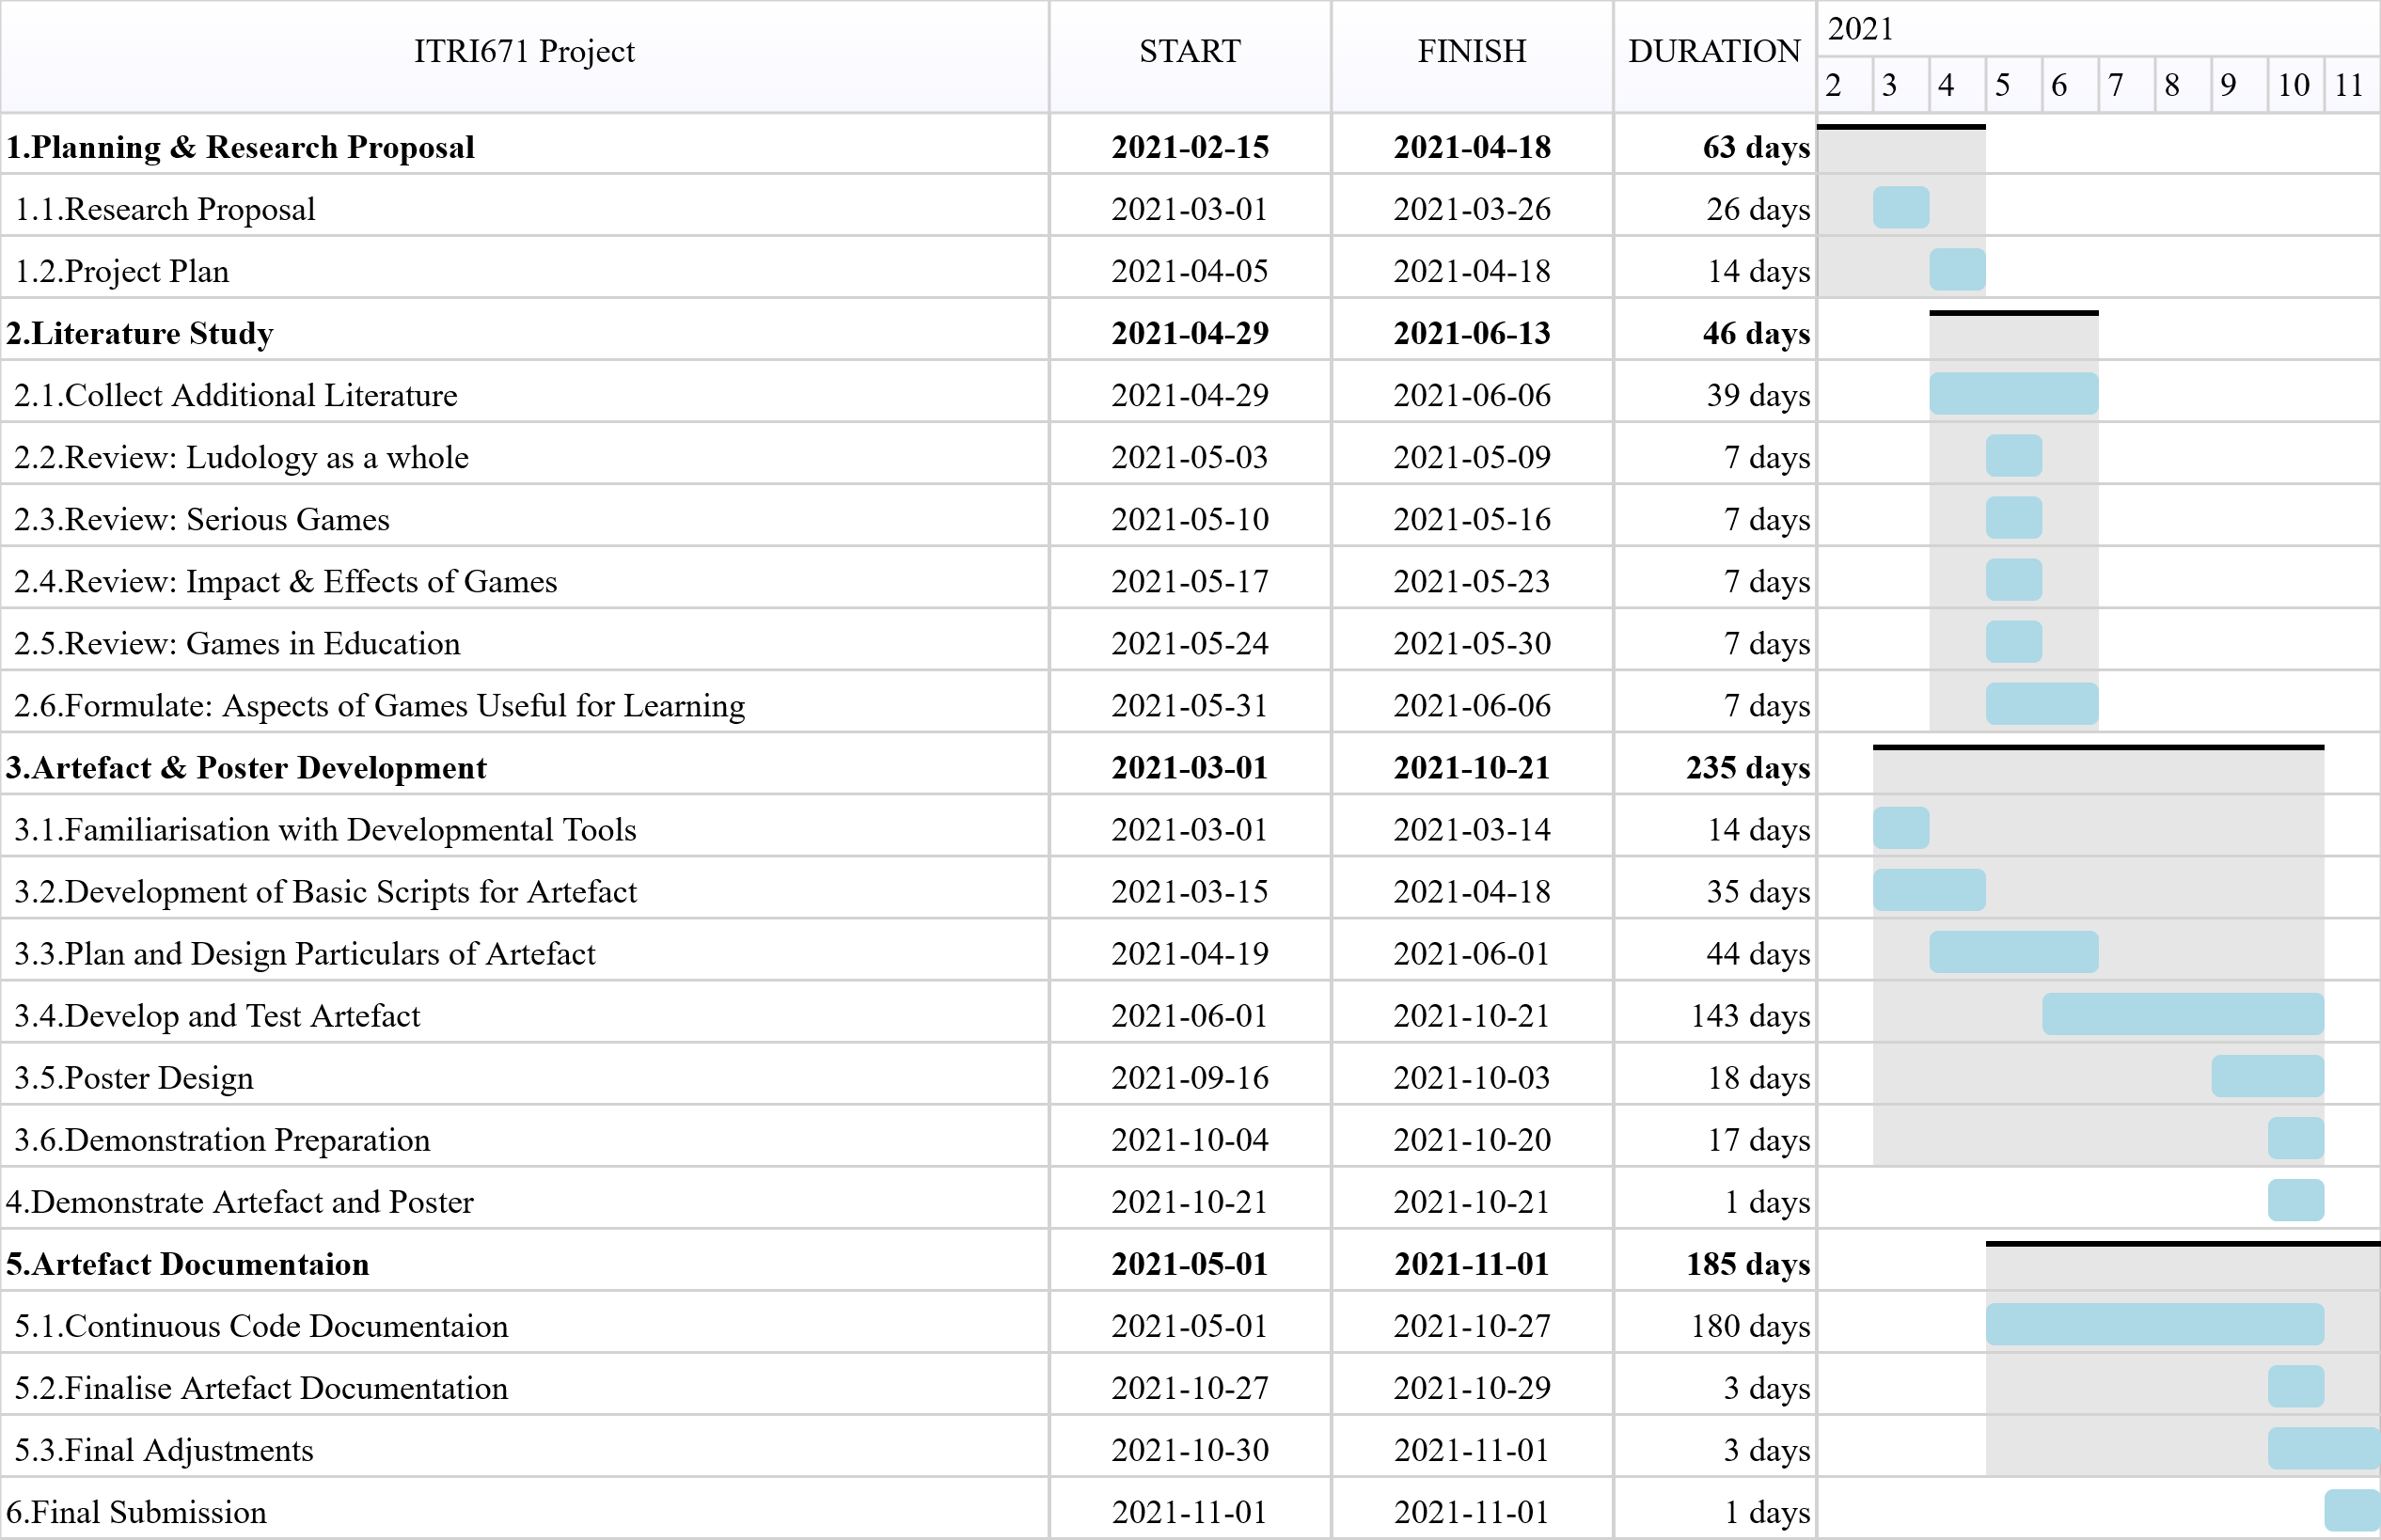 ITRI671 Project START FINISH DURATION 2021
2 3 4 5 6 7 8 9 10 11
1.Planning & Research Proposal 2021-02-15 2021-04-18 63 days
1.1.Research Proposal 2021-03-01 2021-03-26 26 days
1.2.Project Plan 2021-04-05 2021-04-18 14 days
2.Literature Study 2021-04-29 2021-06-13 46 days
2.1.Collect Additional Literature 2021-04-29 2021-06-06 39 days
2.2.Review: Ludology as a whole 2021-05-03 2021-05-09 7 days
2.3.Review: Serious Games 2021-05-10 2021-05-16 7 days
2.4.Review: Impact & Effects of Games 2021-05-17 2021-05-23 7 days
2.5.Review: Games in Education 2021-05-24 2021-05-30 7 days
2.6.Formulate: Aspects of Games Useful for Learning 2021-05-31 2021-06-06 7 days
3.Artefact & Poster Development 2021-03-01 2021-10-21 235 days
3.1.Familiarisation with Developmental Tools 2021-03-01 2021-03-14 14 days
3.2.Development of Basic Scripts for Artefact 2021-03-15 2021-04-18 35 days
3.3.Plan and Design Particulars of Artefact 2021-04-19 2021-06-01 44 days
3.4.Develop and Test Artefact 2021-06-01 2021-10-21 143 days
3.5.Poster Design 2021-09-16 2021-10-03 18 days
3.6.Demonstration Preparation 2021-10-04 2021-10-20 17 days
4.Demonstrate Artefact and Poster 2021-10-21 2021-10-21 1 days
5.Artefact Documentaion 2021-05-01 2021-11-01 185 days
5.1.Continuous Code Documentaion 2021-05-01 2021-10-27 180 days
5.2.Finalise Artefact Documentation 2021-10-27 2021-10-29 3 days
5.3.Final Adjustments 2021-10-30 2021-11-01 3 days
6.Final Submission 2021-11-01 2021-11-01 1 days